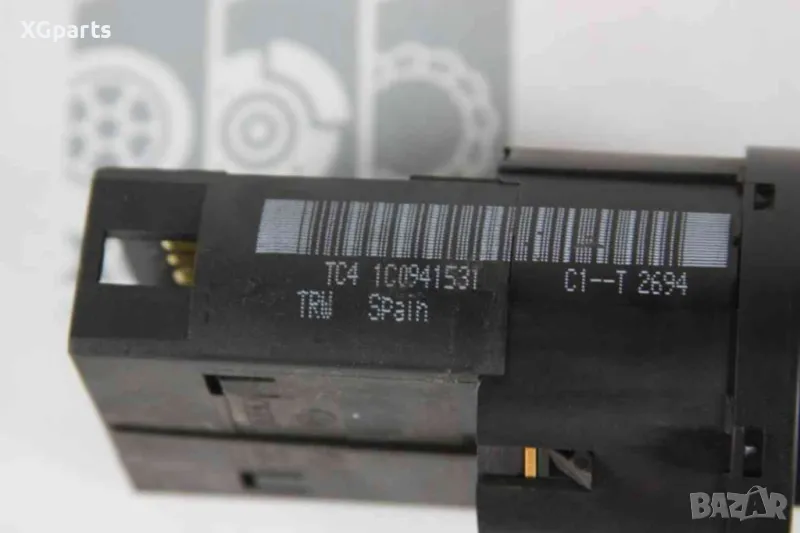 XGparts
TC4 1C0941531 C1--T 2694
TRW Spain
BAZAR